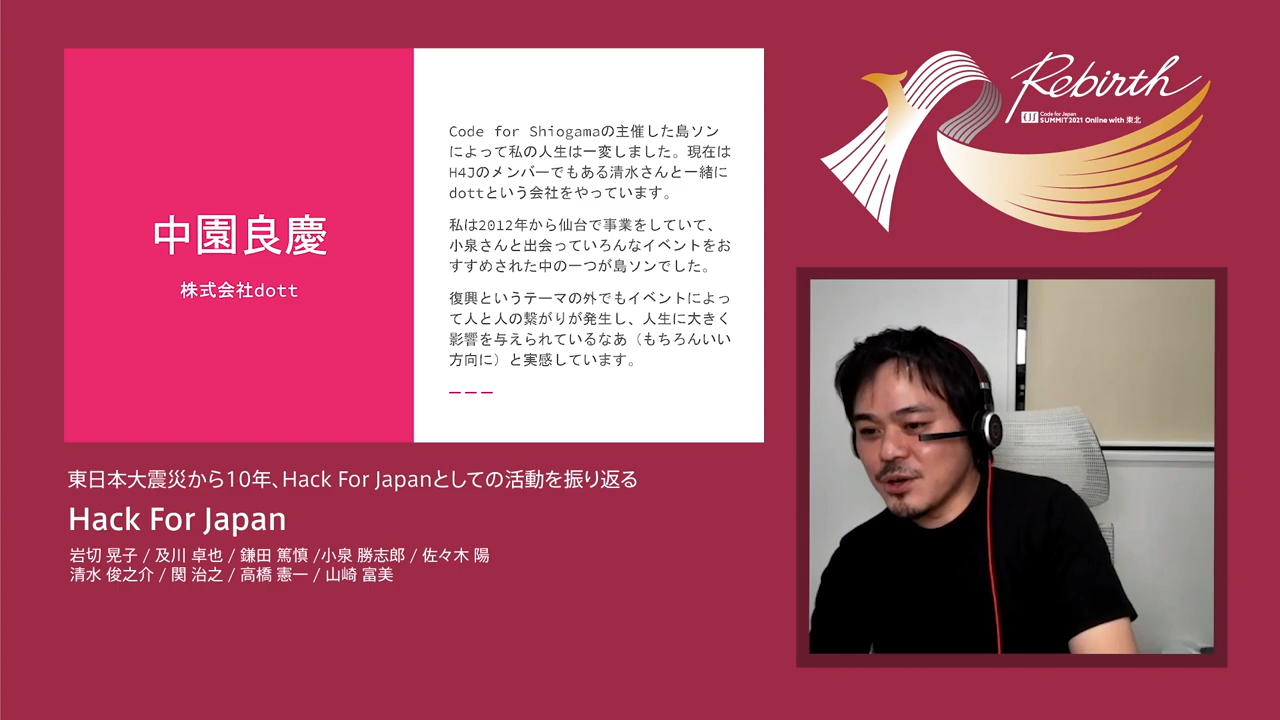 中園良慶
株式会社dott
Code for Shiogamaの主催した島ソン
によって私の人生は一変しました。現在は
H4Jのメンバーでもある清水さんと一緒に
dottという会社をやっています。
私は2012年から仙台で事業をしていて、
小泉さんと出会っていろんなイベントをお
すすめされた中の一つが島ソンでした。
復興というテーマの外でもイベントによっ
て人と人の繋がりが発生し、人生に大きく
影響を与えられているなあ（もちろんいい
方向に）と実感しています。
Rebirth
CfJ
Code for Japan
SUMMIT2021 Online with 東北
東日本大震災から10年、Hack For Japanとしての活動を振り返る
Hack For Japan
岩切 晃子 / 及川 卓也 / 鎌田 篤慎 /小泉 勝志郎 / 佐々木 陽
清水 俊之介 / 関 治之 / 高橋 憲一 / 山崎 富美